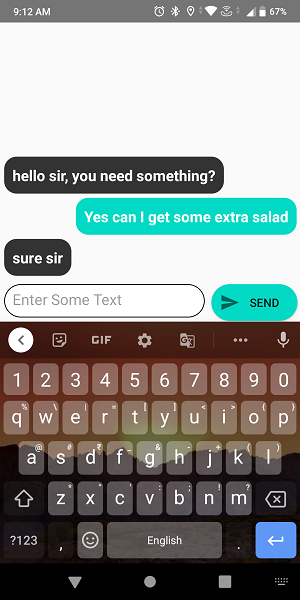 9:12 AM 67%
hello sir, you need something?
Yes can I get some extra salad
sure sir
Enter Some Text SEND
GIF
1 2 3 4 5 6 7 8 9 0
q w e r t y u i o p
a s d f g h j k l
z x c v b n m
?123 , English .